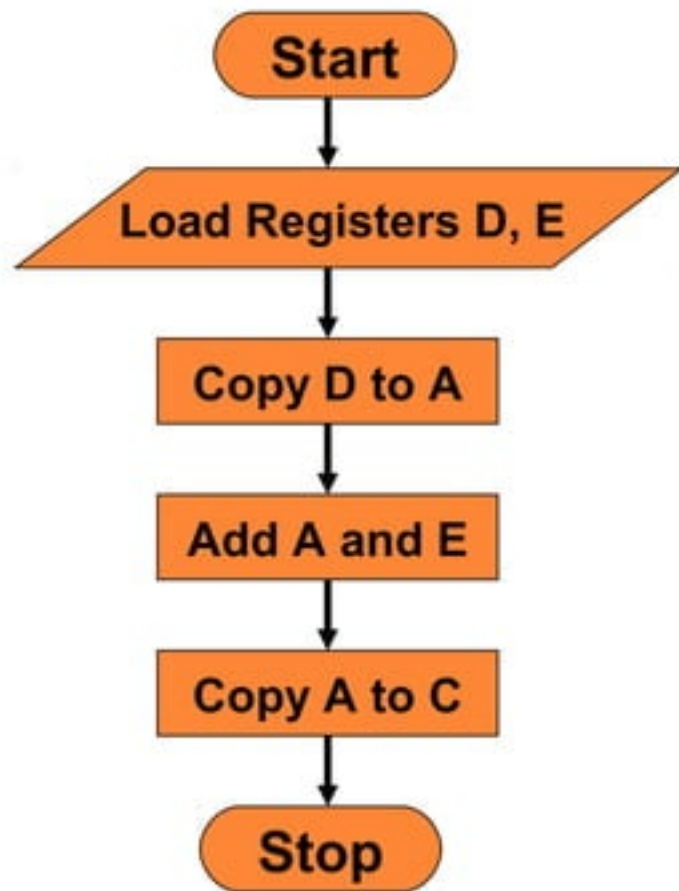 Start
Load Registers D, E
Copy D to A
Add A and E
Copy A to C
Stop